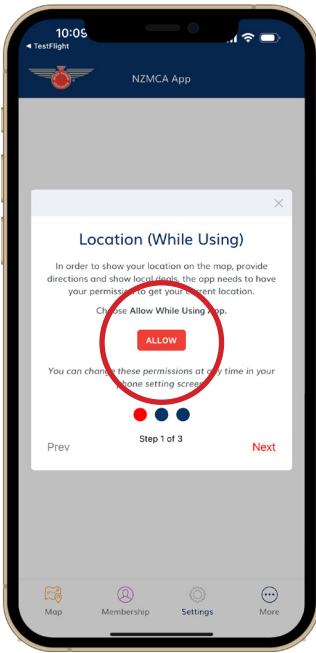 10:09
◀ TestFlight
NZMCA App
Location (While Using)
In order to show your location on the map, provide
directions and show local deals, the app needs to have
your permission to get your current location.
Choose Allow While Using App.
ALLOW
You can change these permissions at any time in your
phone setting screen
Step 1 of 3
Prev
Next
Map
Membership
Settings
More